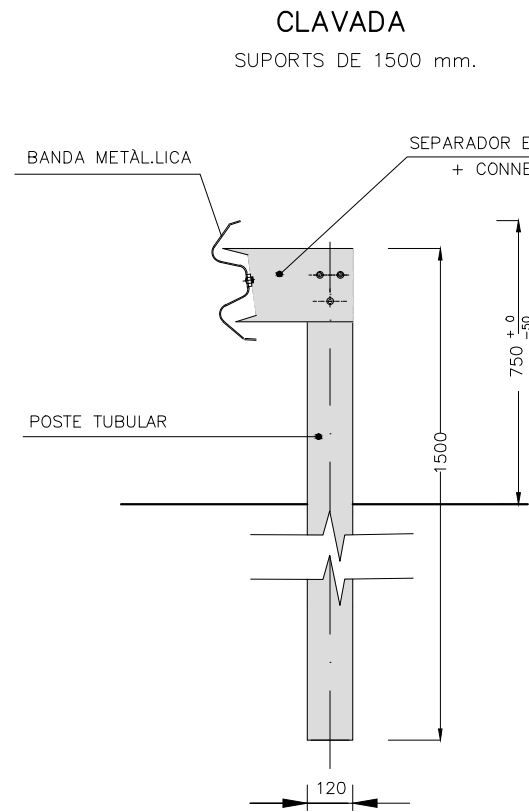 CLAVADA
SUPORTS DE 1500 mm.
BANDA METÀL.LICA
SEPARADOR E
+ CONNE
750 + 0
-50
POSTE TUBULAR
1500
120